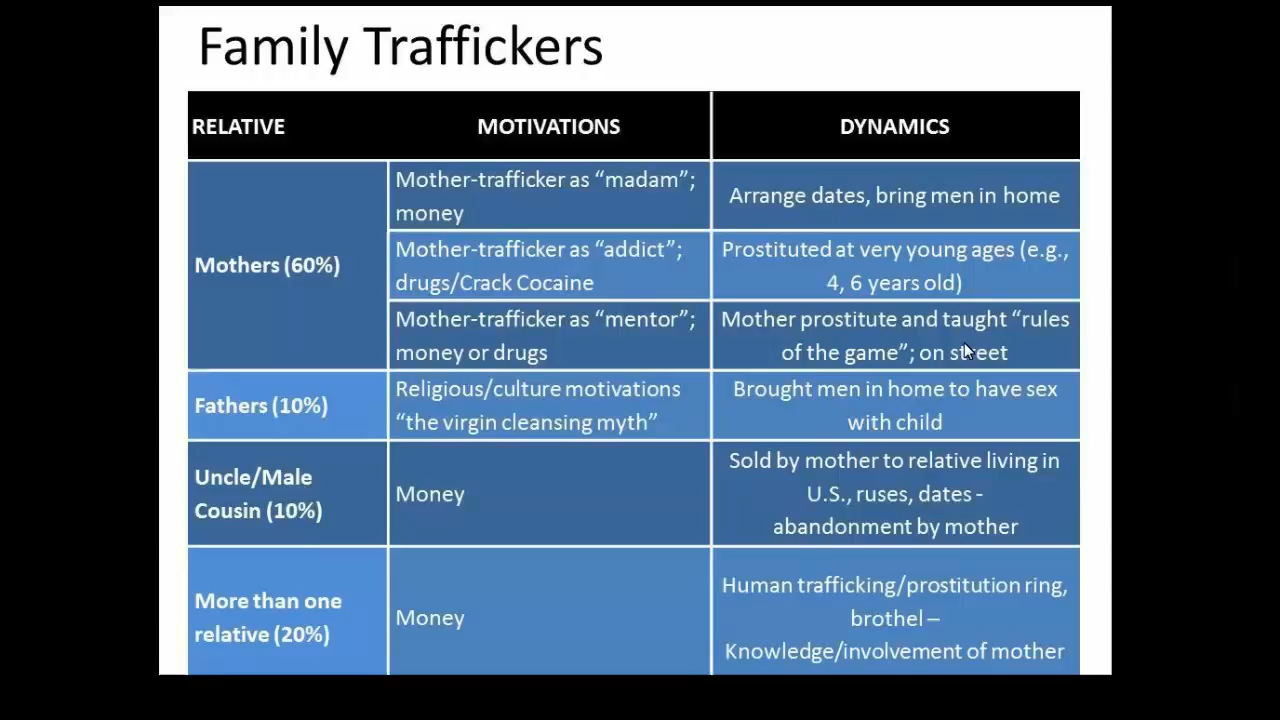 Family Traffickers
RELATIVE MOTIVATIONS DYNAMICS
Mothers (60%)
Mother-trafficker as “madam”;
money
Arrange dates, bring men in home
Mother-trafficker as “addict”;
drugs/Crack Cocaine
Prostituted at very young ages (e.g.,
4, 6 years old)
Mother-trafficker as “mentor”;
money or drugs
Mother prostitute and taught “rules
of the game”; on street
Fathers (10%)
Religious/culture motivations
“the virgin cleansing myth”
Brought men in home to have sex
with child
Uncle/Male
Cousin (10%)
Money
Sold by mother to relative living in
U.S., ruses, dates -
abandonment by mother
More than one
relative (20%)
Money
Human trafficking/prostitution ring,
brothel –
Knowledge/involvement of mother